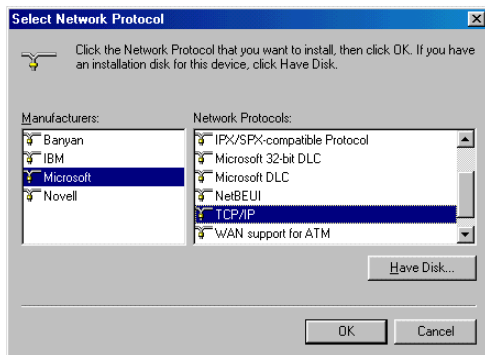 Select Network Protocol
Click the Network Protocol that you want to install, then click OK. If you have
an installation disk for this device, click Have Disk.
Manufacturers:
Banyan
IBM
Microsoft
Novell
Network Protocols:
IPX/SPX-compatible Protocol
Microsoft 32-bit DLC
Microsoft DLC
NetBEUI
TCP/IP
WAN support for ATM
Have Disk...
OK
Cancel